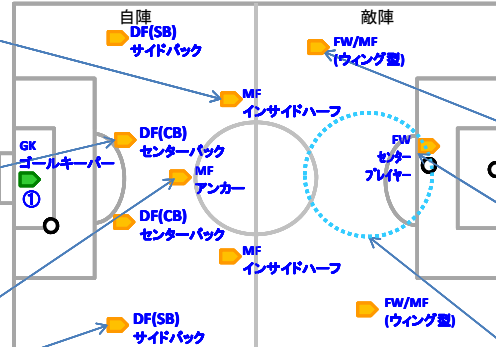 自陣
敵陣
DF(SB)
サイドバック
FW/MF
(ウィング型)
MF
インサイドハーフ
GK
ゴールキーパー
①
DF(CB)
センターバック
MF
アンカー
FW
センター
プレイヤー
DF(CB)
センターバック
MF
インサイドハーフ
DF(SB)
サイドバック
FW/MF
(ウィング型)